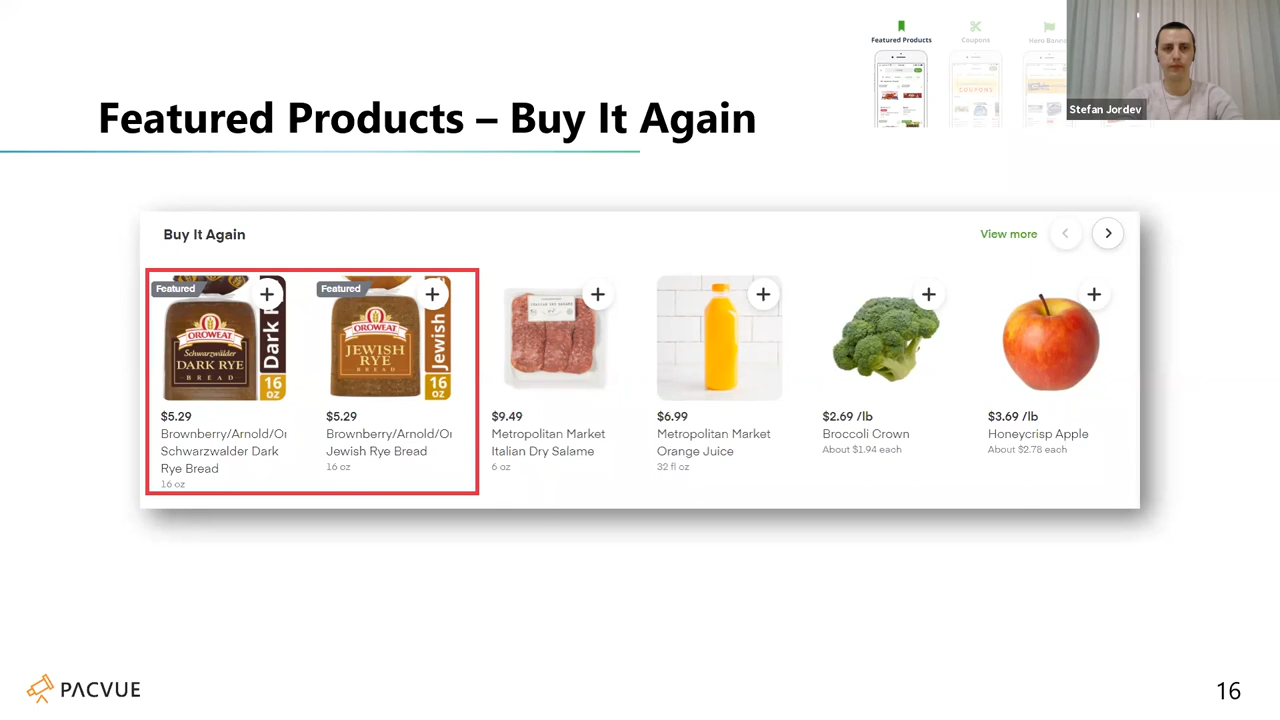 Featured Products
Coupons
Hero Bann
Stefan Jordev
Featured Products – Buy It Again
Buy It Again
View more
Featured
Featured
OROWEAT
Schwarzwälder
DARK RYE
BREAD
Dark R
16
oz
OROWEAT
JEWISH
RYE
BREAD
Jewish
16
oz
$5.29
Brownberry/Arnold/Or
Schwarzwalder Dark
Rye Bread
16 oz
$5.29
Brownberry/Arnold/Or
Jewish Rye Bread
16 oz
$9.49
Metropolitan Market
Italian Dry Salame
6 oz
$6.99
Metropolitan Market
Orange Juice
32 fl oz
$2.69 /lb
Broccoli Crown
About $1.94 each
$3.69 /lb
Honeycrisp Apple
About $2.78 each
PACVUE
16